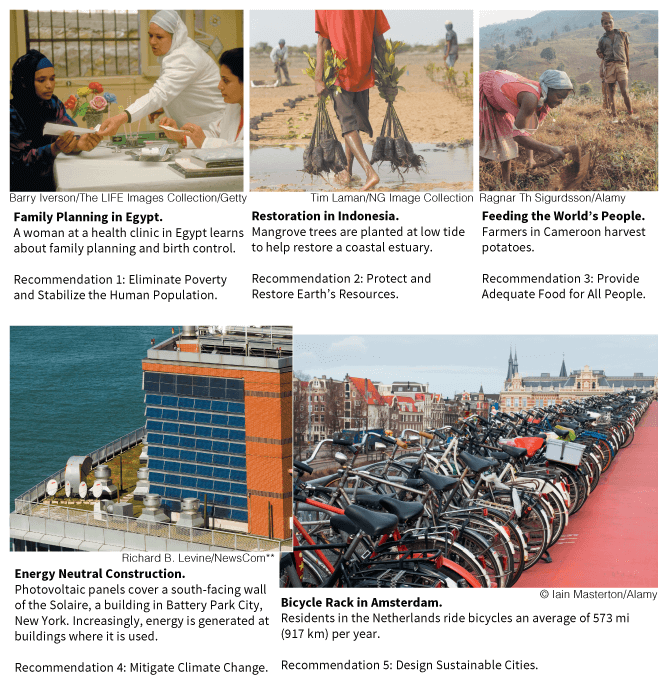 Barry Iverson/The LIFE Images Collection/Getty
Family Planning in Egypt.
A woman at a health clinic in Egypt learns
about family planning and birth control.
Recommendation 1: Eliminate Poverty
and Stabilize the Human Population.
Tim Laman/NG Image Collection
Restoration in Indonesia.
Mangrove trees are planted at low tide
to help restore a coastal estuary.
Recommendation 2: Protect and
Restore Earth's Resources.
Ragnar Th Sigurdsson/Alamy
Feeding the World's People.
Farmers in Cameroon harvest
potatoes.
Recommendation 3: Provide
Adequate Food for All People.
Richard B. Levine/NewsCom**
Energy Neutral Construction.
Photovoltaic panels cover a south-facing wall
of the Solaire, a building in Battery Park City,
New York. Increasingly, energy is generated at
buildings where it is used.
Recommendation 4: Mitigate Climate Change.
© Iain Masterton/Alamy
Bicycle Rack in Amsterdam.
Residents in the Netherlands ride bicycles an average of 573 mi
(917 km) per year.
Recommendation 5: Design Sustainable Cities.